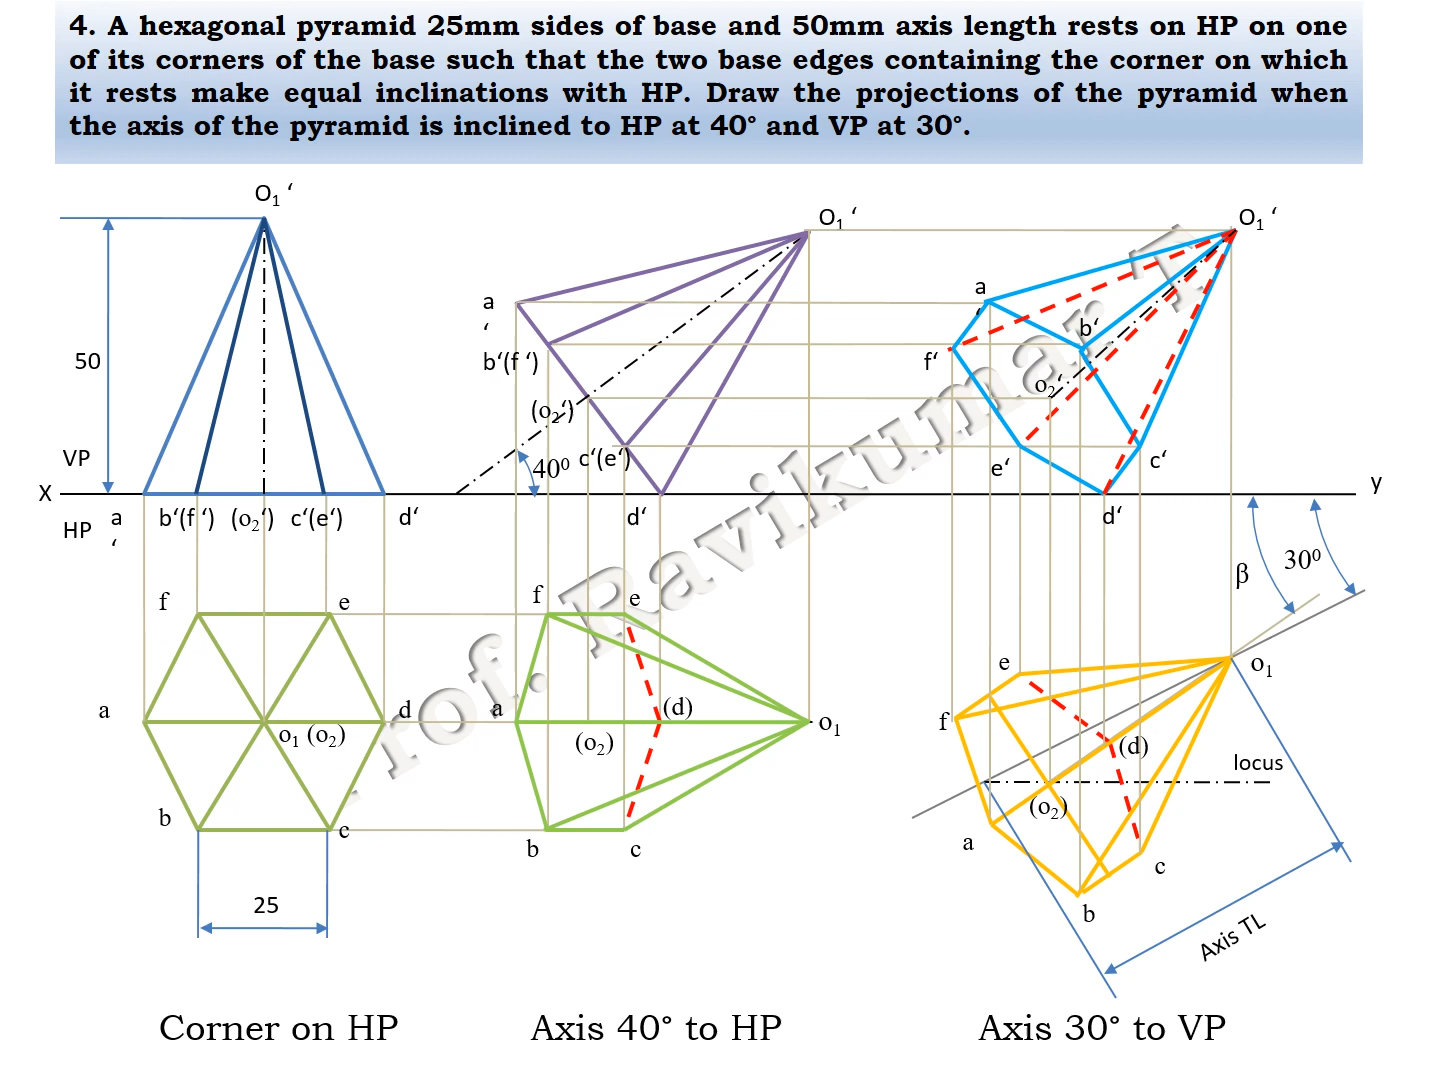 4. A hexagonal pyramid 25mm sides of base and 50mm axis length rests on HP on one
of its corners of the base such that the two base edges containing the corner on which
it rests make equal inclinations with HP. Draw the projections of the pyramid when
the axis of the pyramid is inclined to HP at 40° and VP at 30°.
O₁ ‘
O₁ ‘
O₁ ‘
a
‘
a
‘
b‘
50
b‘(f ‘)
f‘
(o₂‘)
o₂‘
VP
40⁰
c‘(e‘)
e‘
c‘
X
y
HP
a
‘
b‘(f ‘)
(o₂‘)
c‘(e‘)
d‘
d‘
d‘
β
30⁰
f
e
f
e
e
o₁
a
d
a
(d)
o₁
f
o₁ (o₂)
(o₂)
(d)
locus
b
c
b
c
(o₂)
a
c
b
25
Axis TL
Prof. Ravikumar T
Corner on HP
Axis 40° to HP
Axis 30° to VP